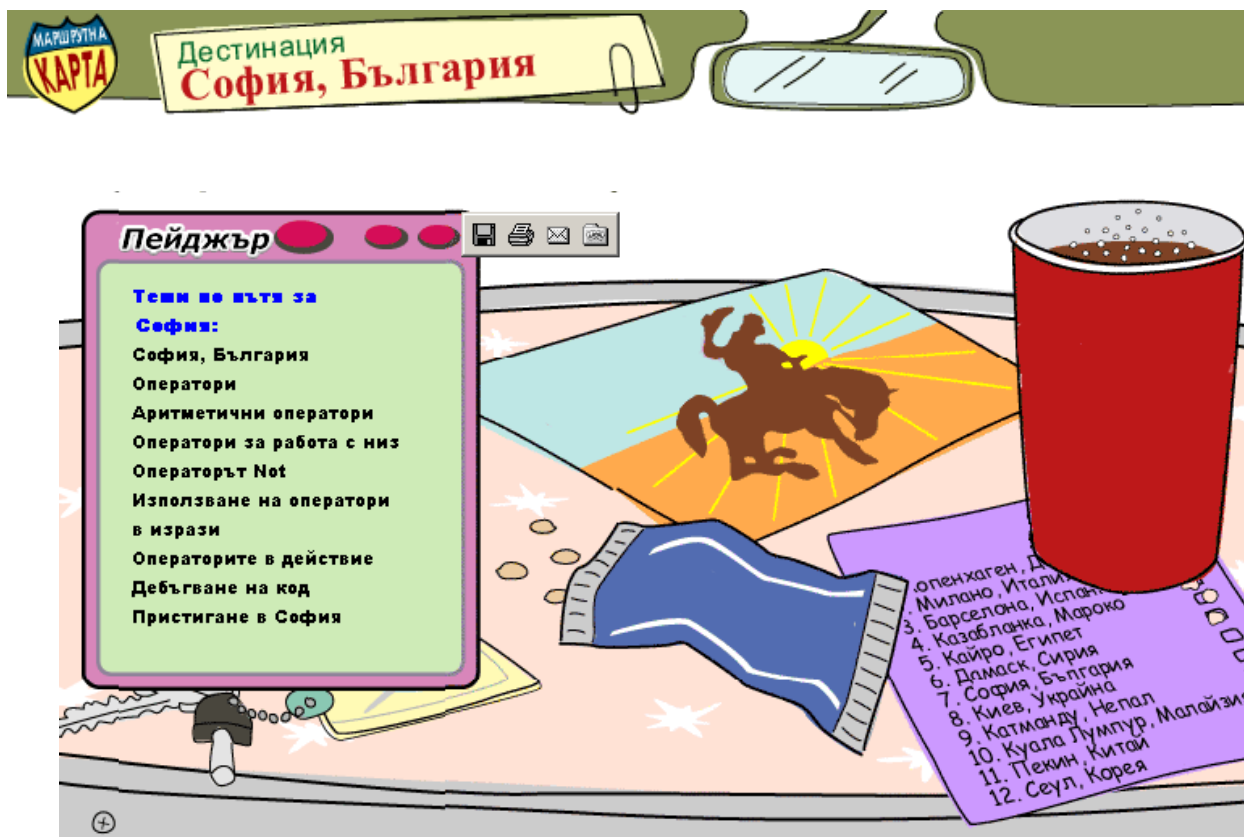 МАРШРУТНА
КАРТА
Дестинация
София, България
Пейджър
Теми по пътя за
София:
София, България
Оператори
Аритметични оператори
Оператори за работа с низ
Операторът Not
Използване на оператори
в изрази
Операторите в действие
Дебъгване на код
Пристигане в София
Милано, Итали
3. Барселона, Испан
4. Казабланка, Мароко
5. Кайро, Египет
6. Дамаск, Сирия
7. София, България
8. Киев, Украйна
9. Катманду, Непал
10. Куала Лумпур, Малайзи
11. Пекин, Китай
12. Сеул, Корея